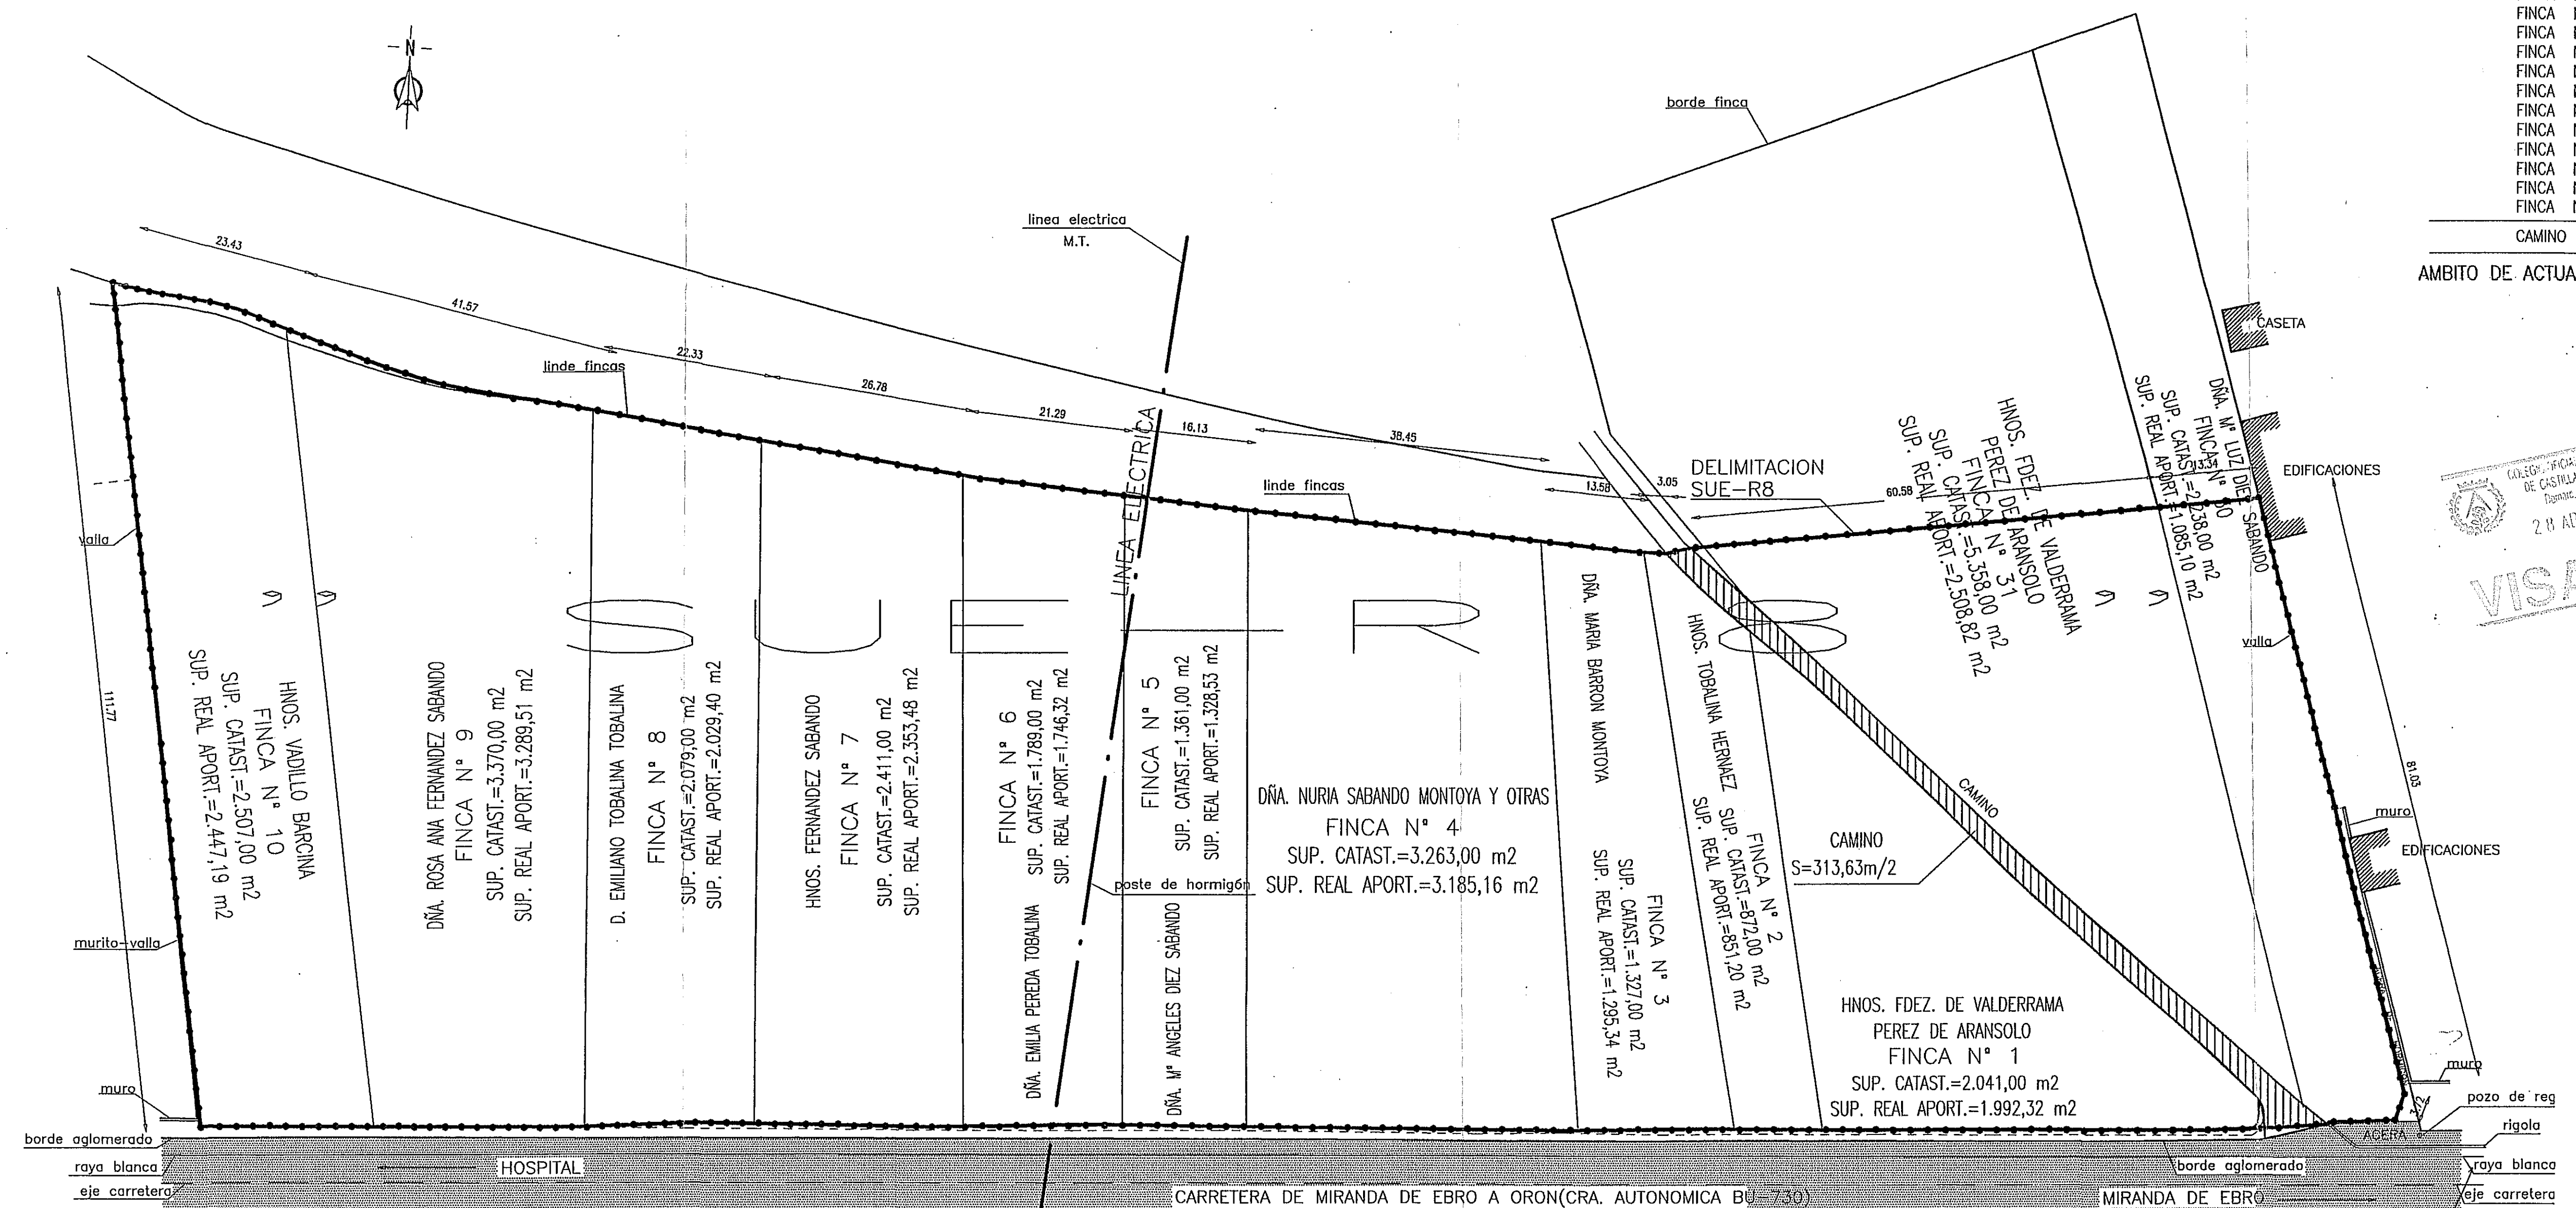 - N -
FINCA
FINCA
FINCA
FINCA
FINCA
FINCA
FINCA
FINCA
FINCA
FINCA
FINCA
CAMINO
AMBITO DE ACTUA
borde finca
linea electrica
M.T.
23.43
41.57
22.33
26.78
21.29
16.13
38.45
13.58
3.05
60.58
13.34
linde fincas
linde fincas
LINEA ELECTRICA
DELIMITACION
SUE-R8
CASETA
EDIFICACIONES
DÑA. Mª LUZ DIEZ SABANDO
FINCA Nº 30
SUP. CATAST.=2.238,00 m2
SUP. REAL APORT.=1.085,10 m2
HNOS. FDEZ. DE VALDERRAMA
PEREZ DE ARANSOLO
FINCA Nº 31
SUP. CATAST.=5.358,00 m2
SUP. REAL APORT.=2.508,82 m2
DE CASTILLA
VISA
valla
valla
SUE-R8
111.77
81.03
HNOS. VADILLO BARCINA
FINCA Nº 10
SUP. CATAST.=2.507,00 m2
SUP. REAL APORT.=2.447,19 m2
DÑA. ROSA ANA FERNANDEZ SABANDO
FINCA Nº 9
SUP. CATAST.=3.370,00 m2
SUP. REAL APORT.=3.289,51 m2
D. EMILIANO TOBALINA TOBALINA
FINCA Nº 8
SUP. CATAST.=2.079,00 m2
SUP. REAL APORT.=2.029,40 m2
HNOS. FERNANDEZ SABANDO
FINCA Nº 7
SUP. CATAST.=2.411,00 m2
SUP. REAL APORT.=2.353,48 m2
DÑA. EMILIA PEREDA TOBALINA
FINCA Nº 6
SUP. CATAST.=1.789,00 m2
SUP. REAL APORT.=1.746,32 m2
poste de hormigón
DÑA. Mª ANGELES DIEZ SABANDO
FINCA Nº 5
SUP. CATAST.=1.361,00 m2
SUP. REAL APORT.=1.328,53 m2
DÑA. NURIA SABANDO MONTOYA Y OTRAS
FINCA Nº 4
SUP. CATAST.=3.263,00 m2
SUP. REAL APORT.=3.185,16 m2
DÑA. MARIA BARRON MONTOYA
FINCA Nº 3
SUP. CATAST.=1.327,00 m2
SUP. REAL APORT.=1.295,34 m2
HNOS. TOBALINA HERNAEZ
FINCA Nº 2
SUP. CATAST.=872,00 m2
SUP. REAL APORT.=851,20 m2
CAMINO
CAMINO
S=313,63m/2
HNOS. FDEZ. DE VALDERRAMA
PEREZ DE ARANSOLO
FINCA Nº 1
SUP. CATAST.=2.041,00 m2
SUP. REAL APORT.=1.992,32 m2
muro
EDIFICACIONES
murito-valla
muro
muro
3.72
pozo de reg
rigola
ACERA
borde aglomerado
raya blanca
eje carretera
HOSPITAL
borde aglomerado
raya blanca
eje carretera
CARRETERA DE MIRANDA DE EBRO A ORON(CRA. AUTONOMICA BU-730)
MIRANDA DE EBRO